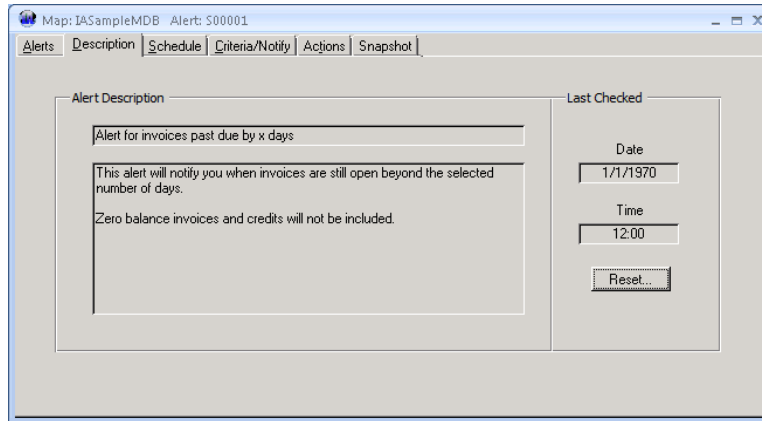 Map: IASampleMDB Alert: S00001
Alerts Description Schedule Criteria/Notify Actions Snapshot
Alert Description
Alert for invoices past due by x days
This alert will notify you when invoices are still open beyond the selected
number of days.
Zero balance invoices and credits will not be included.
Last Checked
Date
1/1/1970
Time
12:00
Reset...